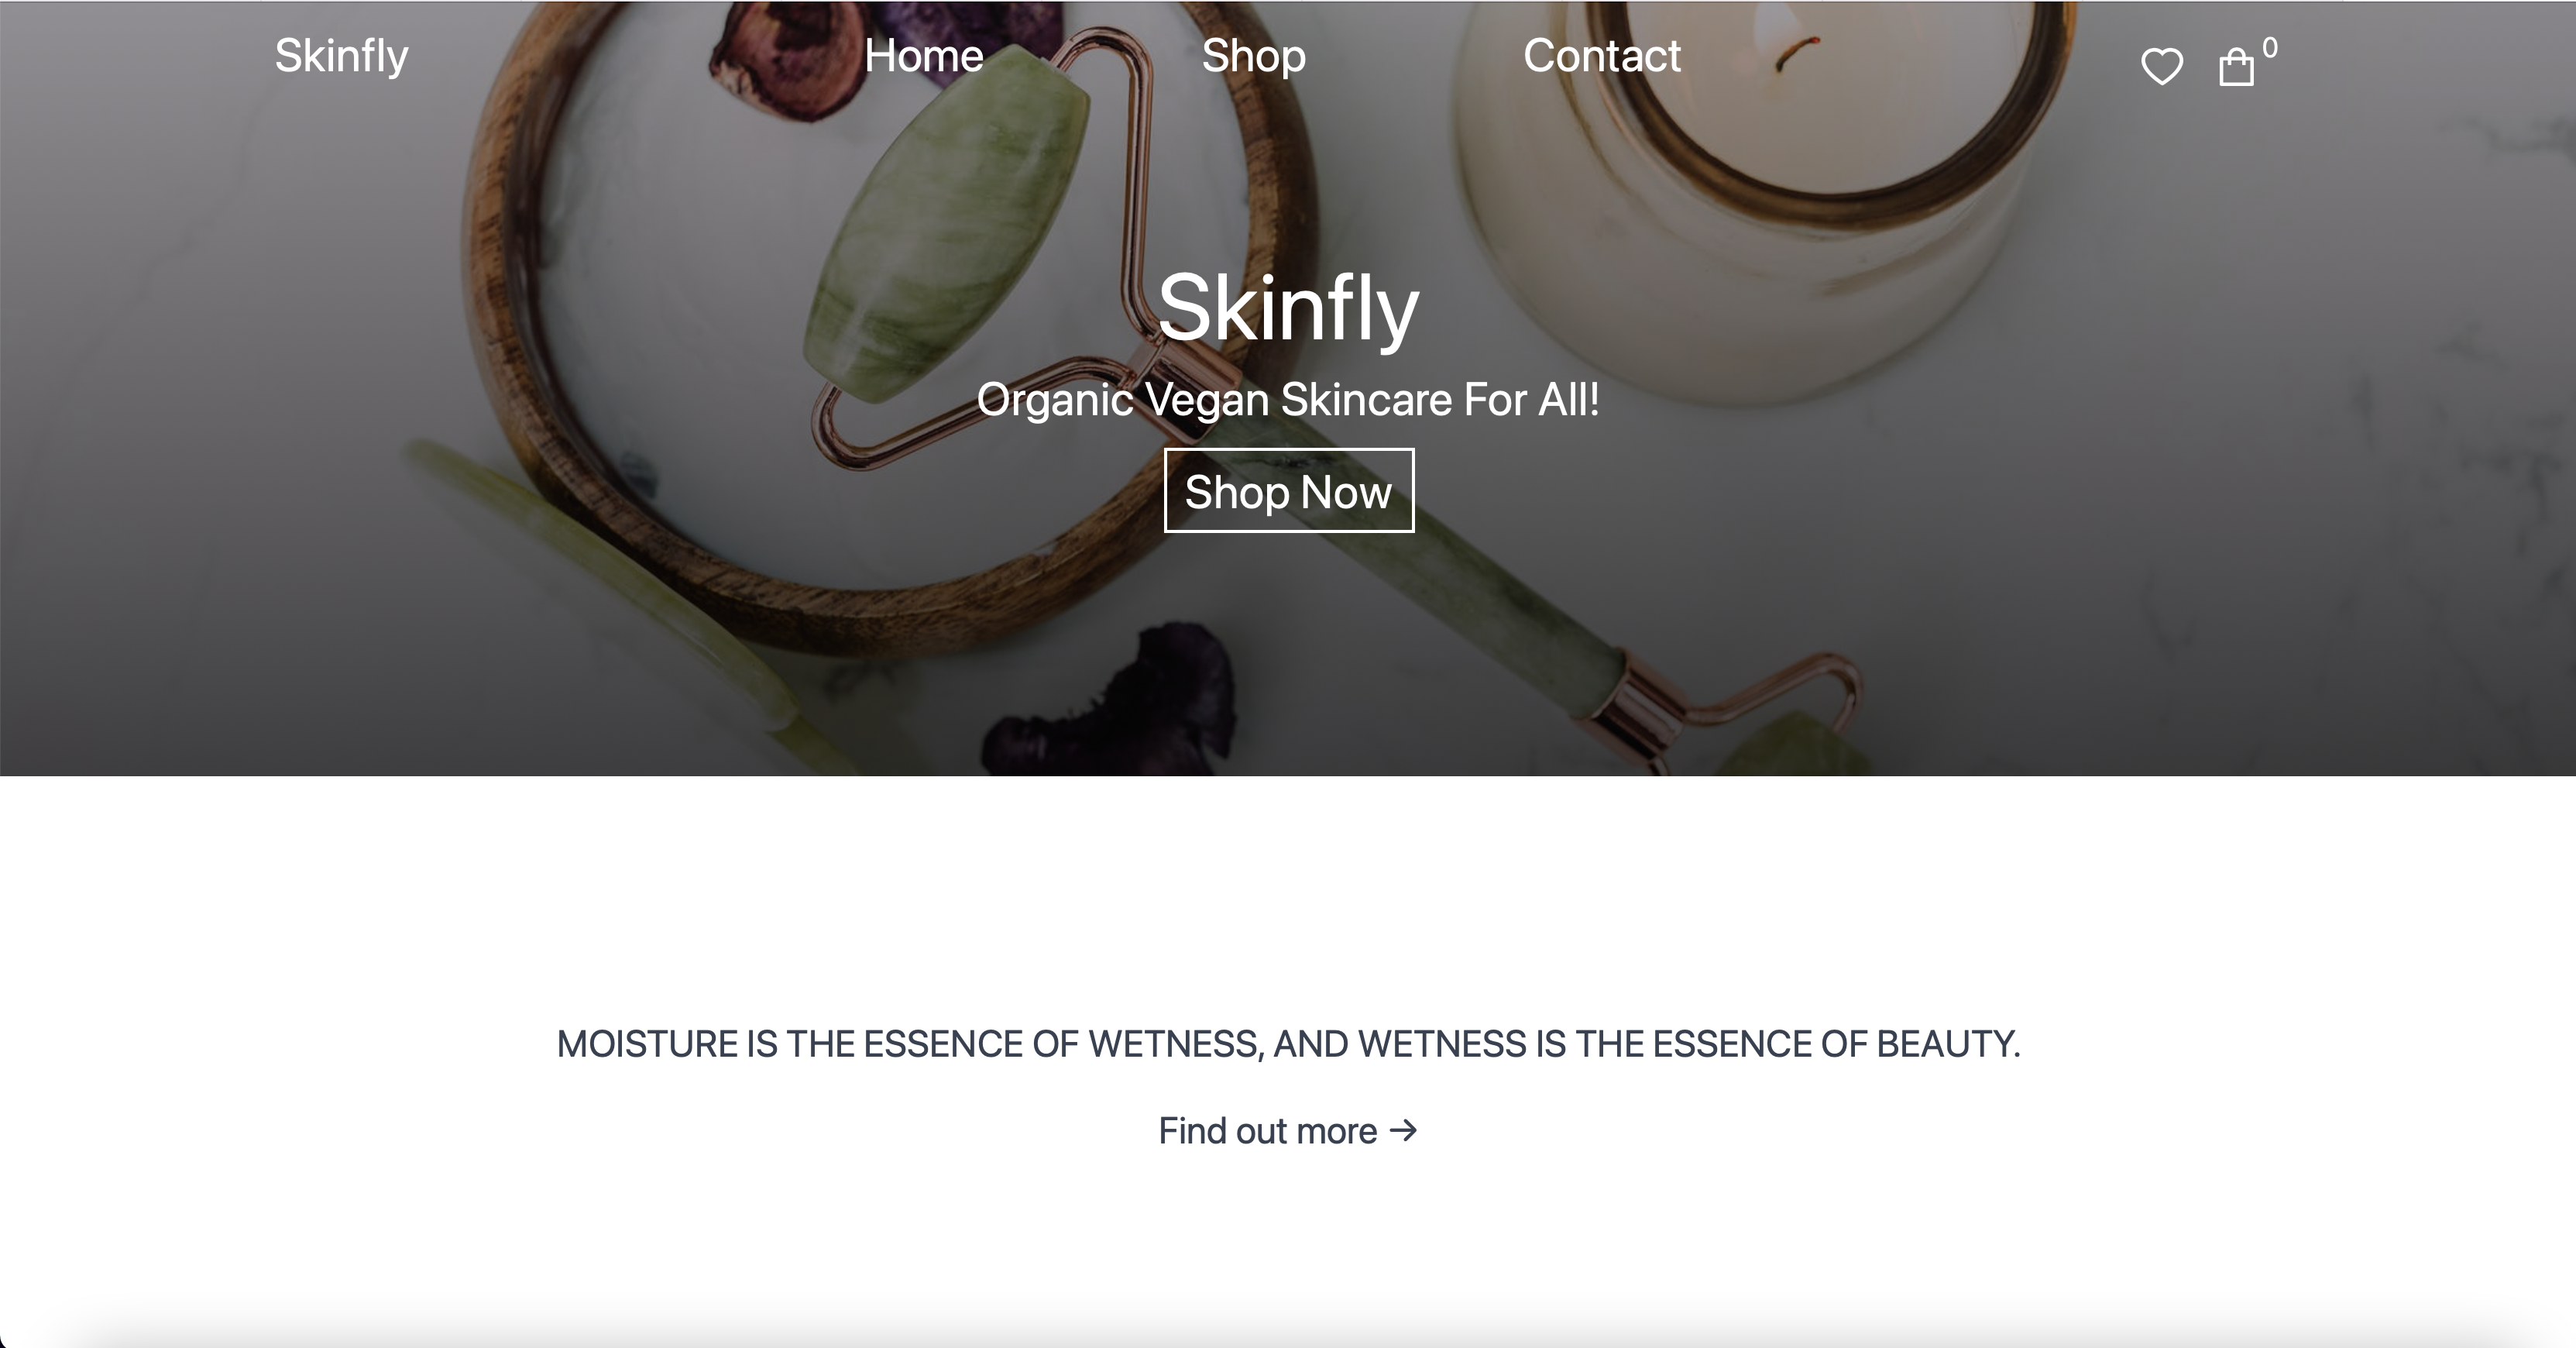 Skinfly
Home
Shop
Contact
0
Skinfly
Organic Vegan Skincare For All!
Shop Now
MOISTURE IS THE ESSENCE OF WETNESS, AND WETNESS IS THE ESSENCE OF BEAUTY.
Find out more →